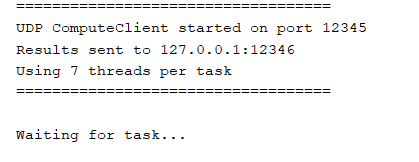 ===================================
UDP ComputeClient started on port 12345
Results sent to 127.0.0.1:12346
Using 7 threads per task
===================================
Waiting for task...